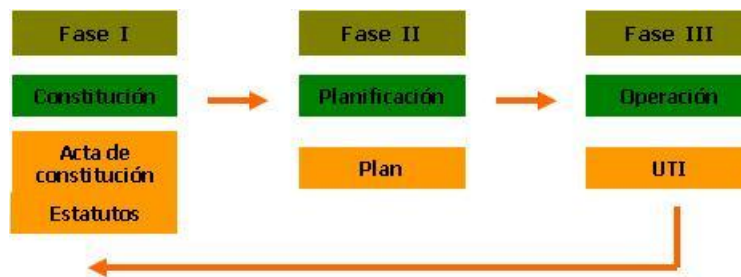 Fase I
Fase II
Fase III
Constitución
Planificación
Operación
Acta de
constitución
Estatutos
Plan
UTI